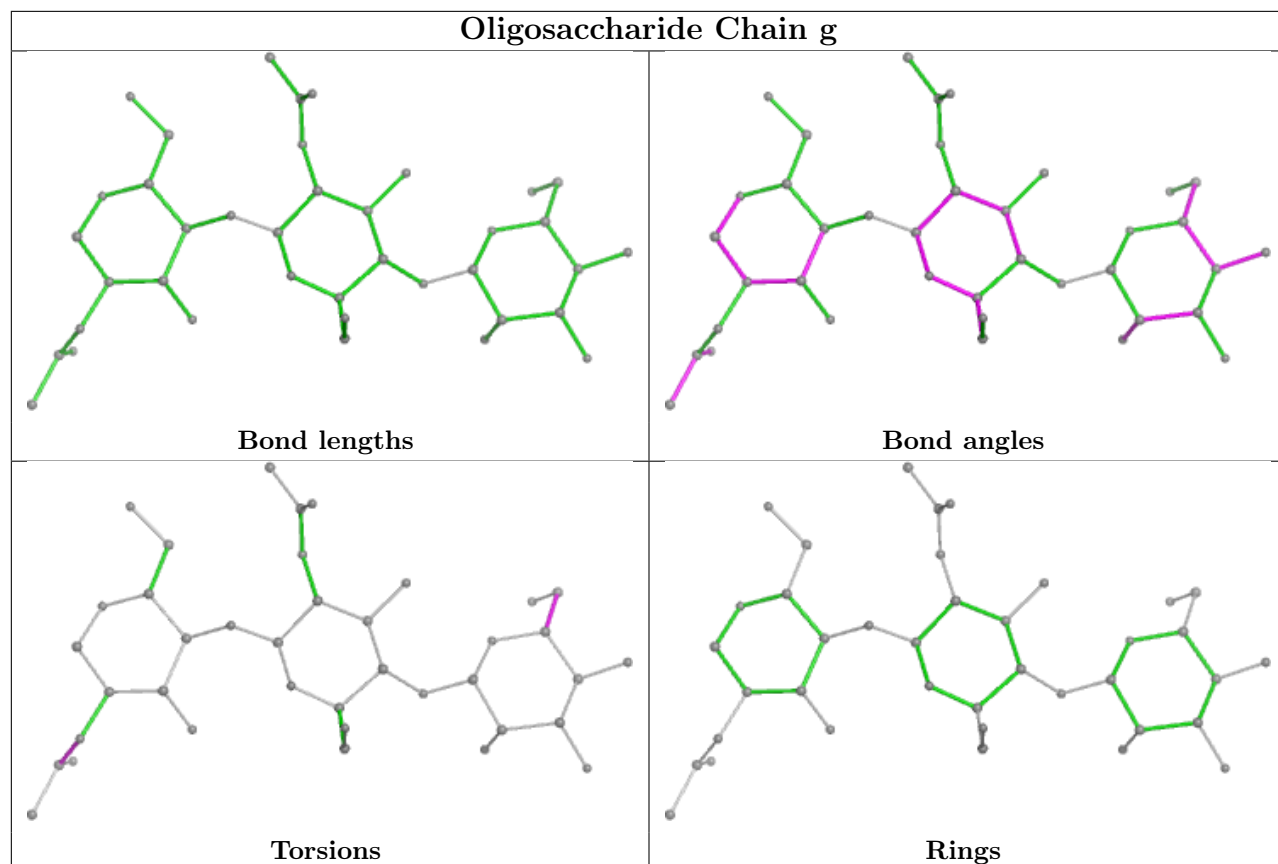 Oligosaccharide Chain g
Bond lengths
Bond angles
Torsions
Rings